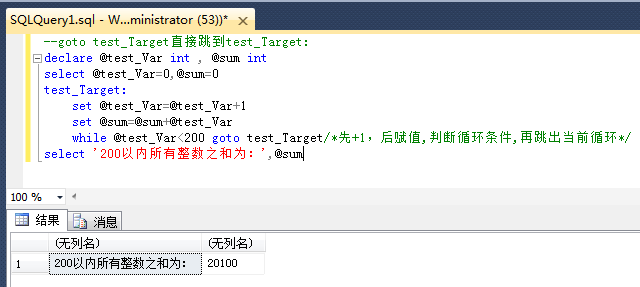 SQLQuery1.sql - W...ministrator (53))*
--goto test_Target直接跳到test_Target:
declare @test_Var int , @sum int
select @test_Var=0,@sum=0
test_Target:
set @test_Var=@test_Var+1
set @sum=@sum+@test_Var
while @test_Var<200 goto test_Target/*先+1，后赋值,判断循环条件,再跳出当前循环*/
select '200以内所有整数之和为：',@sum
100 %
结果 消息
(无列名) (无列名)
1 200以内所有整数之和为： 20100